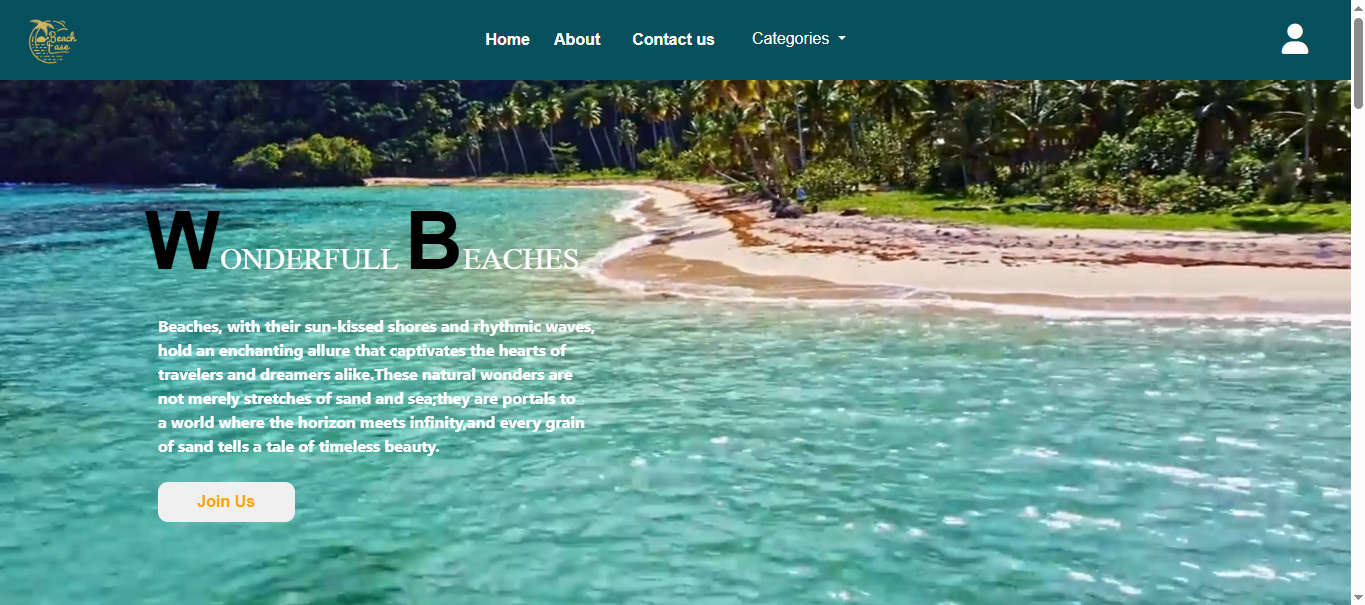 Beach Ease
Home About Contact us Categories
WONDERFULL BEACHES
Beaches, with their sun-kissed shores and rhythmic waves,
hold an enchanting allure that captivates the hearts of
travelers and dreamers alike.These natural wonders are
not merely stretches of sand and sea;they are portals to
a world where the horizon meets infinity,and every grain
of sand tells a tale of timeless beauty.
Join Us